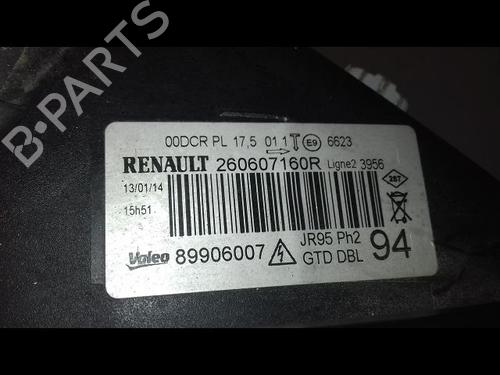 00DCR PL 17,5 01 1 T E9 6623
RENAULT 260607160R Ligne2 3956
13/01/14
15h51
Valeo 89906007 JR95 Ph2 94
GTD DBL
B-PARTS